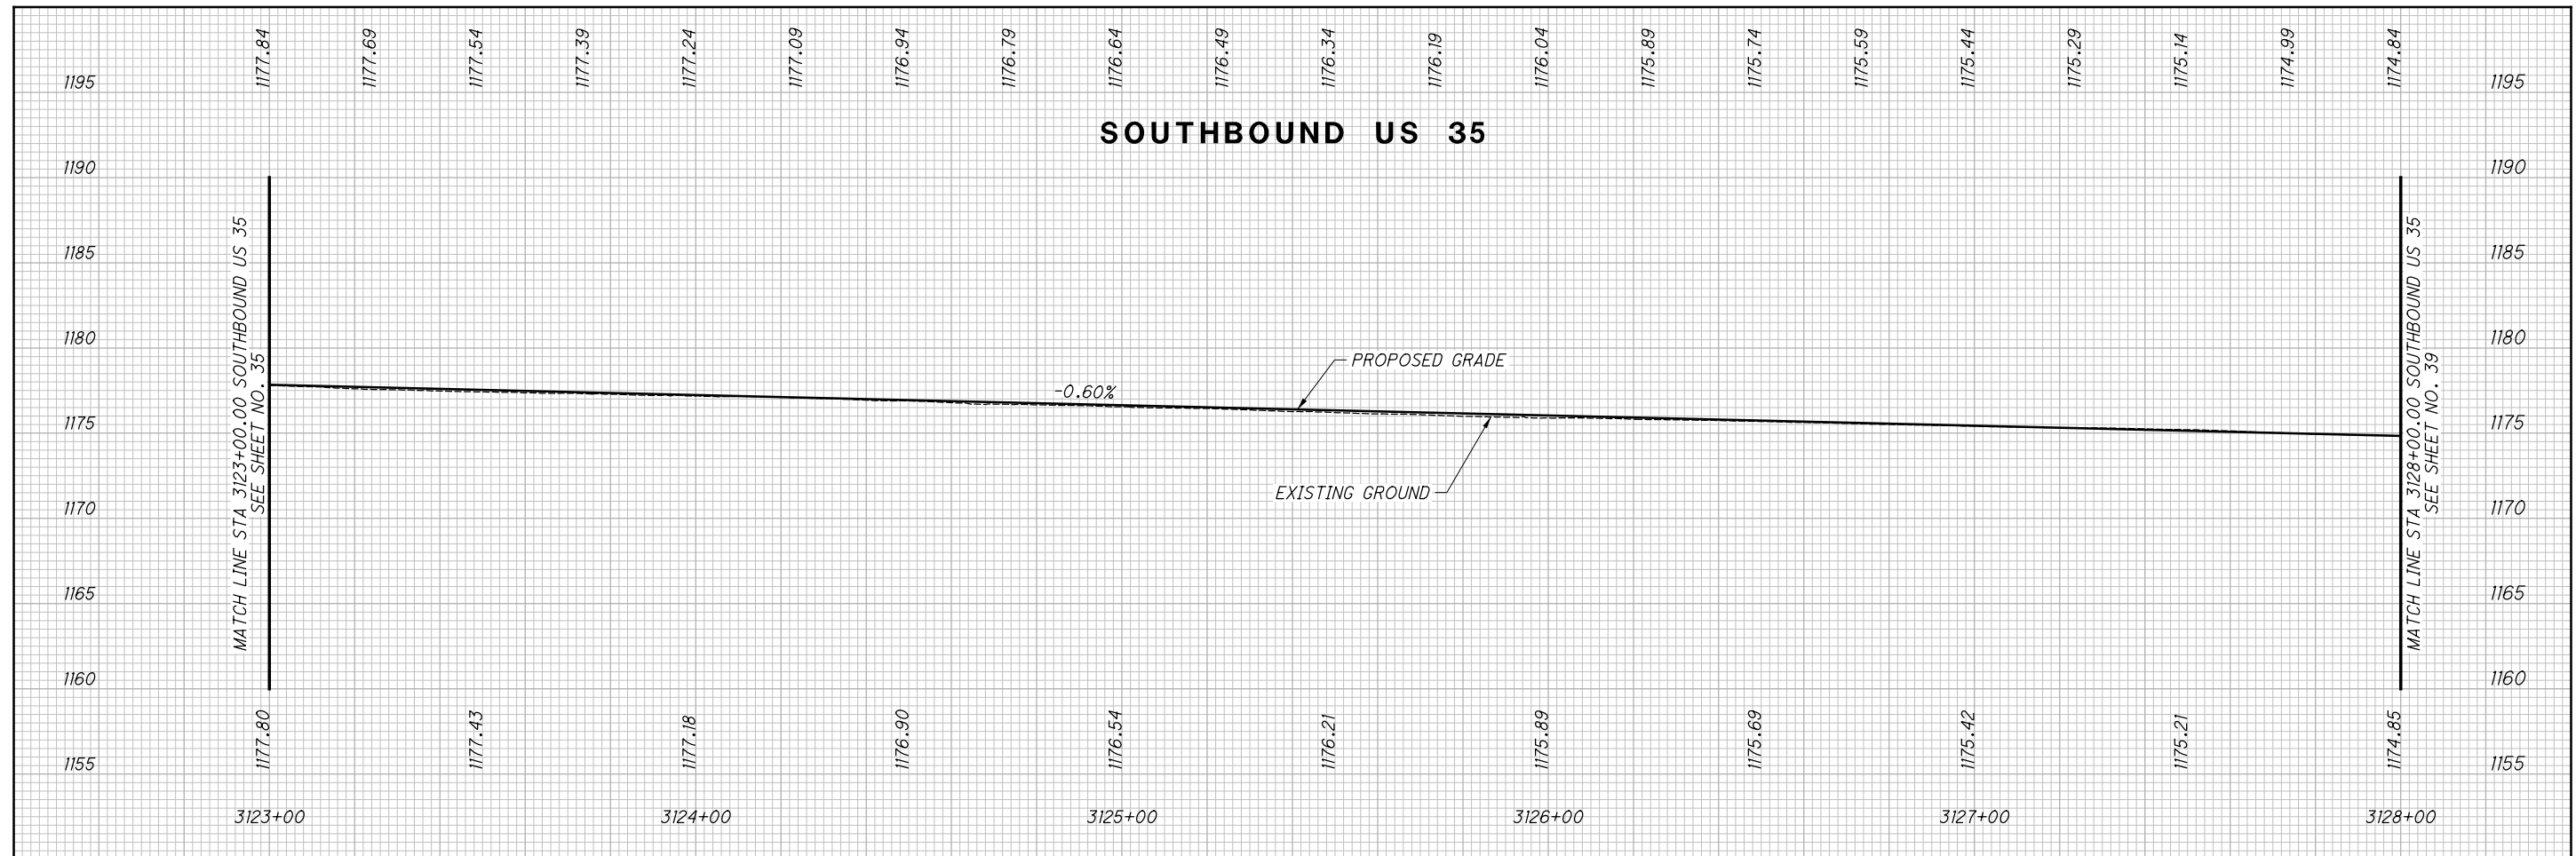 1177.84 1177.69 1177.54 1177.39 1177.24 1177.09 1176.94 1176.79 1176.64 1176.49 1176.34 1176.19 1176.04 1175.89 1175.74 1175.59 1175.44 1175.29 1175.14 1174.99 1174.84
1195 1195
SOUTHBOUND US 35
1190 1190
MATCH LINE STA 3123+00.00 SOUTHBOUND US 35
SEE SHEET NO. 35
MATCH LINE STA 3128+00.00 SOUTHBOUND US 35
SEE SHEET NO. 39
1185 1185
1180 1180
PROPOSED GRADE
-0.60%
1175 1175
EXISTING GROUND
1170 1170
1165 1165
1160 1160
1177.80 1177.43 1177.18 1176.90 1176.54 1176.21 1175.89 1175.69 1175.42 1175.21 1174.85
1155 1155
3123+00 3124+00 3125+00 3126+00 3127+00 3128+00